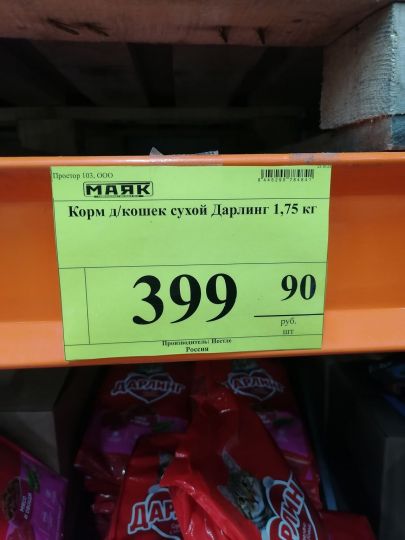 Простор 103, ООО
МАЯК
Корм д/кошек сухой Дарлинг 1,75 кг
399 90
руб.
шт
Производитель: Нестле
Россия
ДАРЛИНГ
ДАРЛИНГ